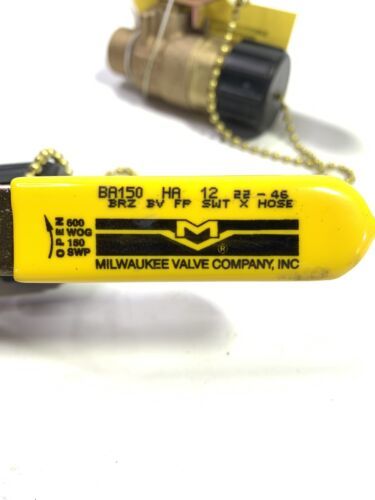 BA150 HA 12 22-46
BRZ BV FP SWT X HOSE
OPEN
600
WOG
150
SWP
M ®
MILWAUKEE VALVE COMPANY, INC